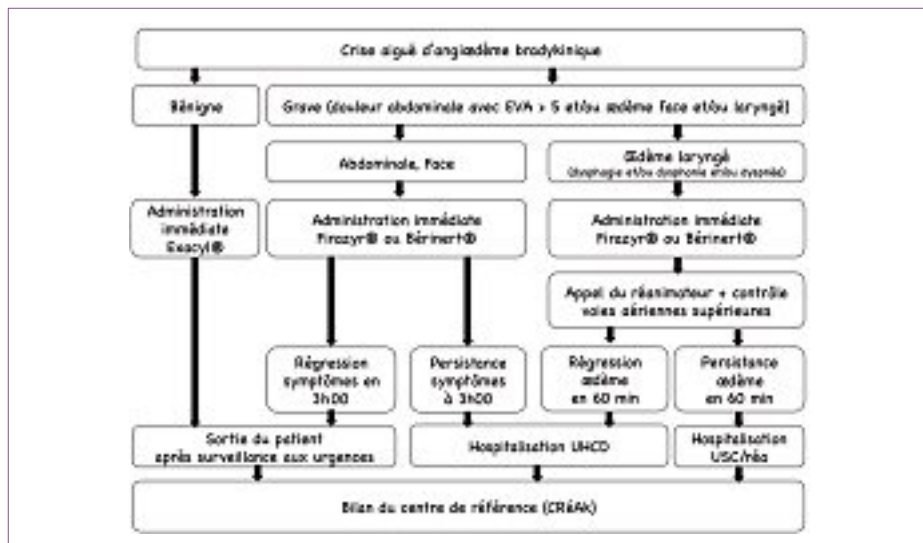 Crise aiguë d'angiœdème bradykinique
Bénigne
Grave (douleur abdominale avec EVA > 5 et/ou œdème face et/ou laryngé)
Abdominale, Face
Œdème laryngé
(dysphagie et/ou dysphonie et/ou dyspnée)
Administration
immédiate
Exacyl®
Administration immédiate
Firazyr® ou Bérinert®
Administration immédiate
Firazyr® ou Bérinert®
Appel du réanimateur + contrôle
voies aériennes supérieures
Régression
symptômes en
3h00
Persistance
symptômes
à 3h00
Régression
œdème
en 60 min
Persistance
œdème
en 60 min
Sortie du patient
après surveillance aux urgences
Hospitalisation UHCD
Hospitalisation
USC/réa
Bilan du centre de référence (CRéAk)